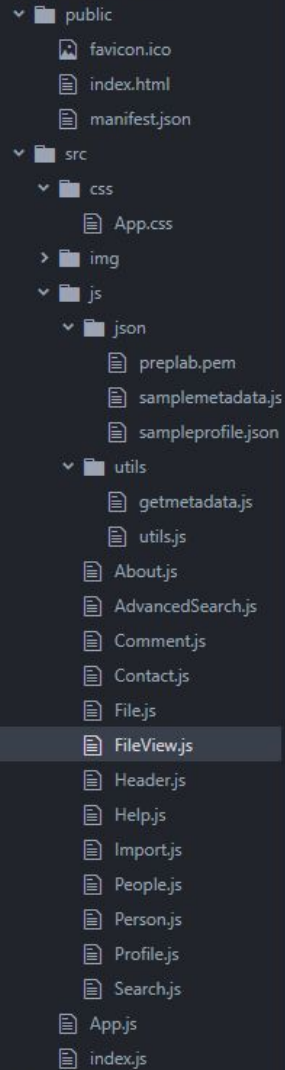 public
favicon.ico
index.html
manifest.json
src
css
App.css
img
js
json
preplab.pem
samplemetadata.js
sampleprofile.json
utils
getmetadata.js
utils.js
About.js
AdvancedSearch.js
Comment.js
Contact.js
File.js
FileView.js
Header.js
Help.js
Import.js
People.js
Person.js
Profile.js
Search.js
App.js
index.js